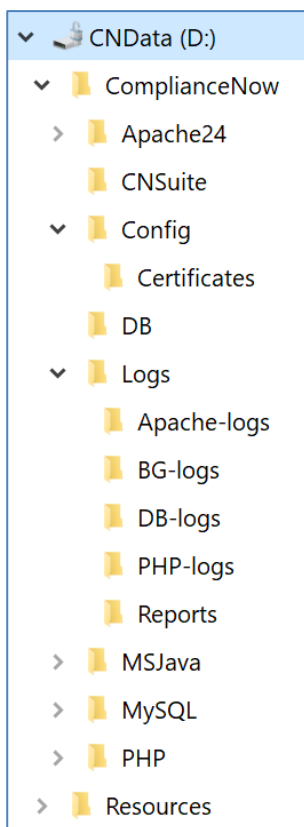 CNData (D:)
ComplianceNow
Apache24
CNSuite
Config
Certificates
DB
Logs
Apache-logs
BG-logs
DB-logs
PHP-logs
Reports
MSJava
MySQL
PHP
Resources